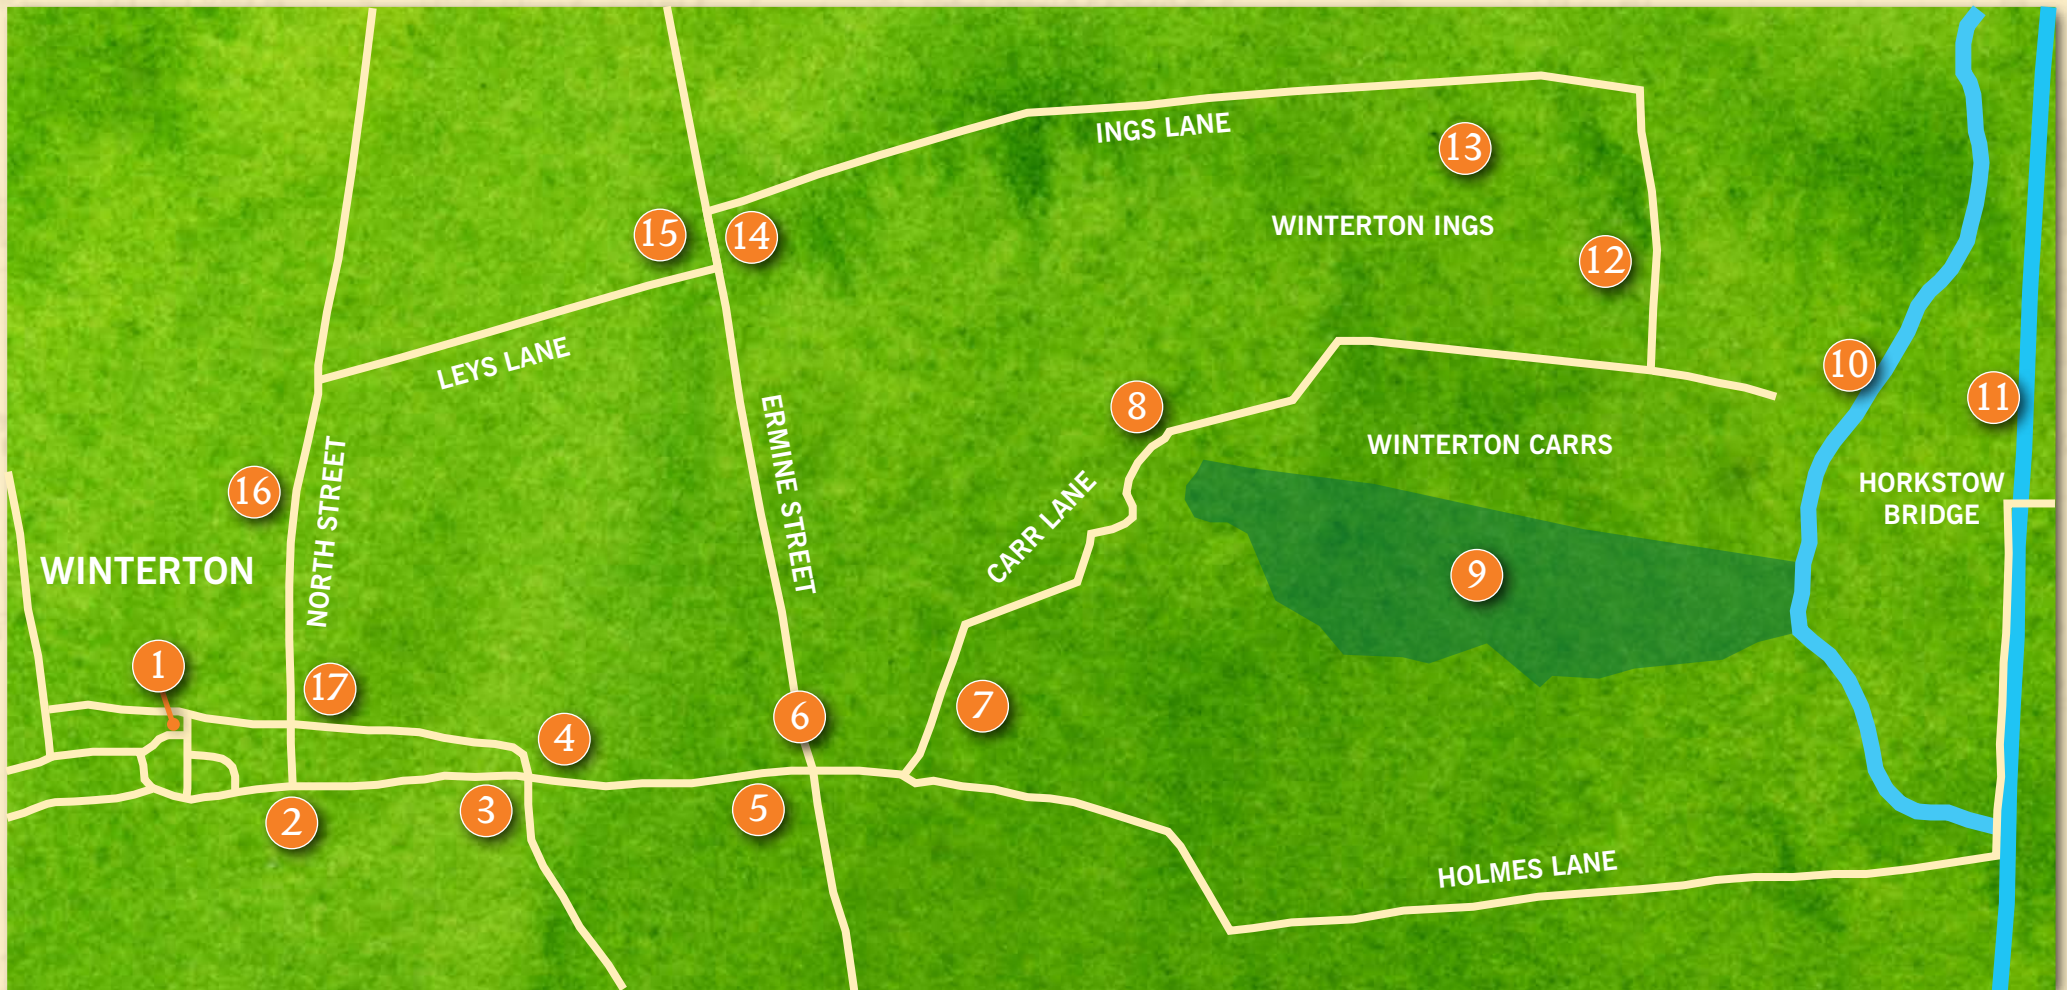 INGS LANE
13
WINTERTON INGS
15
14
12
LEYS LANE
10
11
8
ERMINE STREET
WINTERTON CARRS
HORKSTOW
BRIDGE
16
NORTH STREET
CARR LANE
WINTERTON
9
1
17
7
6
4
2
3
5
HOLMES LANE